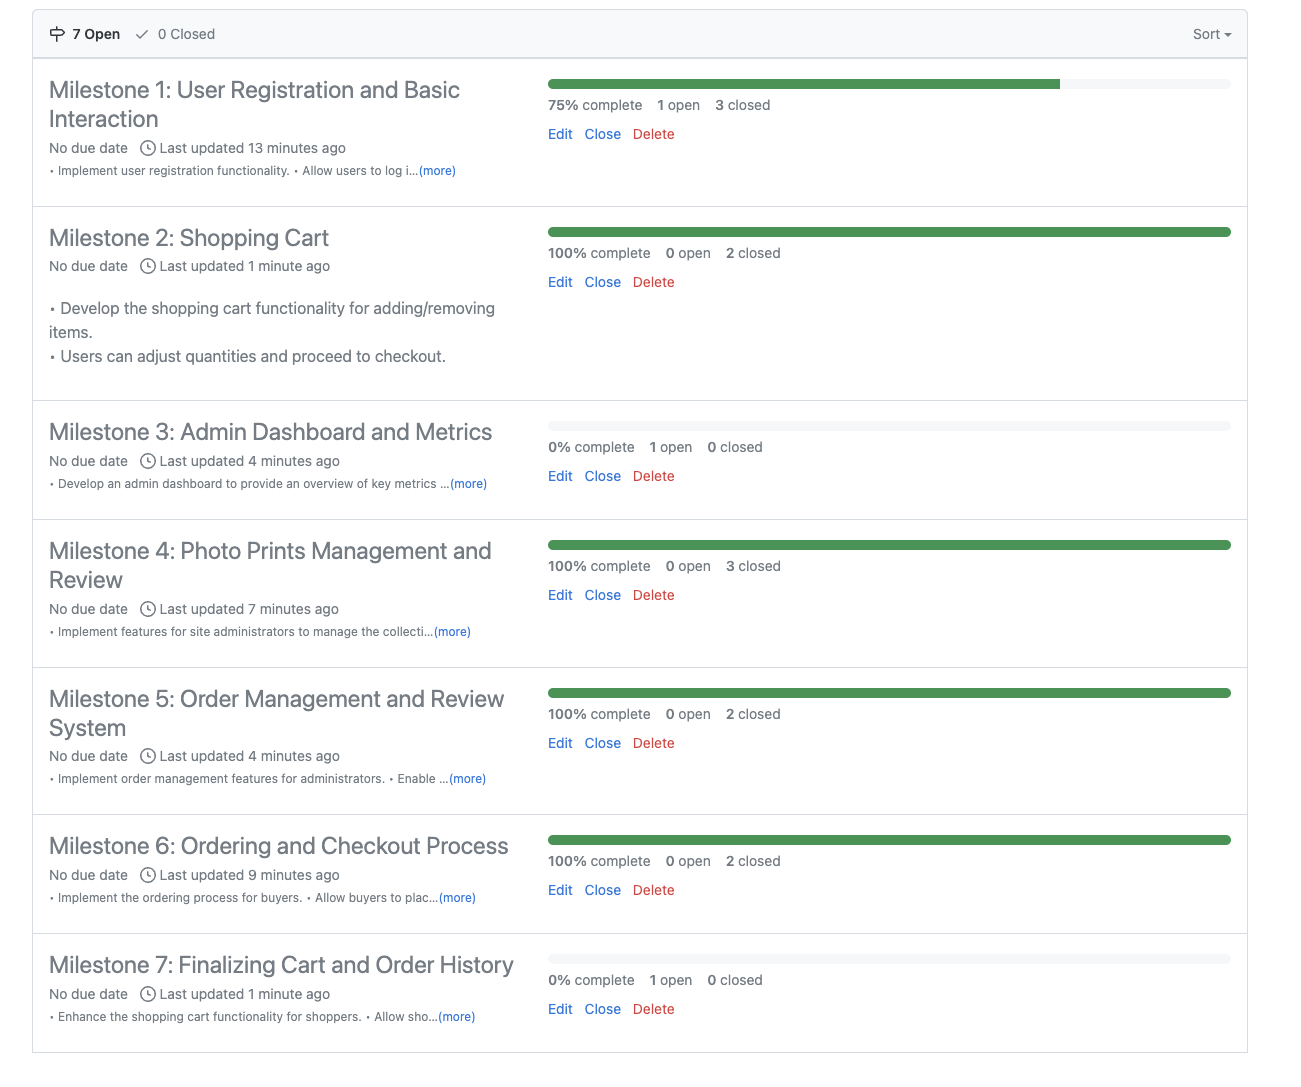 7 Open 0 Closed Sort
Milestone 1: User Registration and Basic
Interaction
No due date Last updated 13 minutes ago
• Implement user registration functionality. • Allow users to log i...(more)
75% complete 1 open 3 closed
Edit Close Delete
Milestone 2: Shopping Cart
No due date Last updated 1 minute ago
• Develop the shopping cart functionality for adding/removing
items.
• Users can adjust quantities and proceed to checkout.
100% complete 0 open 2 closed
Edit Close Delete
Milestone 3: Admin Dashboard and Metrics
No due date Last updated 4 minutes ago
• Develop an admin dashboard to provide an overview of key metrics ...(more)
0% complete 1 open 0 closed
Edit Close Delete
Milestone 4: Photo Prints Management and
Review
No due date Last updated 7 minutes ago
• Implement features for site administrators to manage the collecti...(more)
100% complete 0 open 3 closed
Edit Close Delete
Milestone 5: Order Management and Review
System
No due date Last updated 4 minutes ago
• Implement order management features for administrators. • Enable ...(more)
100% complete 0 open 2 closed
Edit Close Delete
Milestone 6: Ordering and Checkout Process
No due date Last updated 9 minutes ago
• Implement the ordering process for buyers. • Allow buyers to plac...(more)
100% complete 0 open 2 closed
Edit Close Delete
Milestone 7: Finalizing Cart and Order History
No due date Last updated 1 minute ago
• Enhance the shopping cart functionality for shoppers. • Allow sho...(more)
0% complete 1 open 0 closed
Edit Close Delete